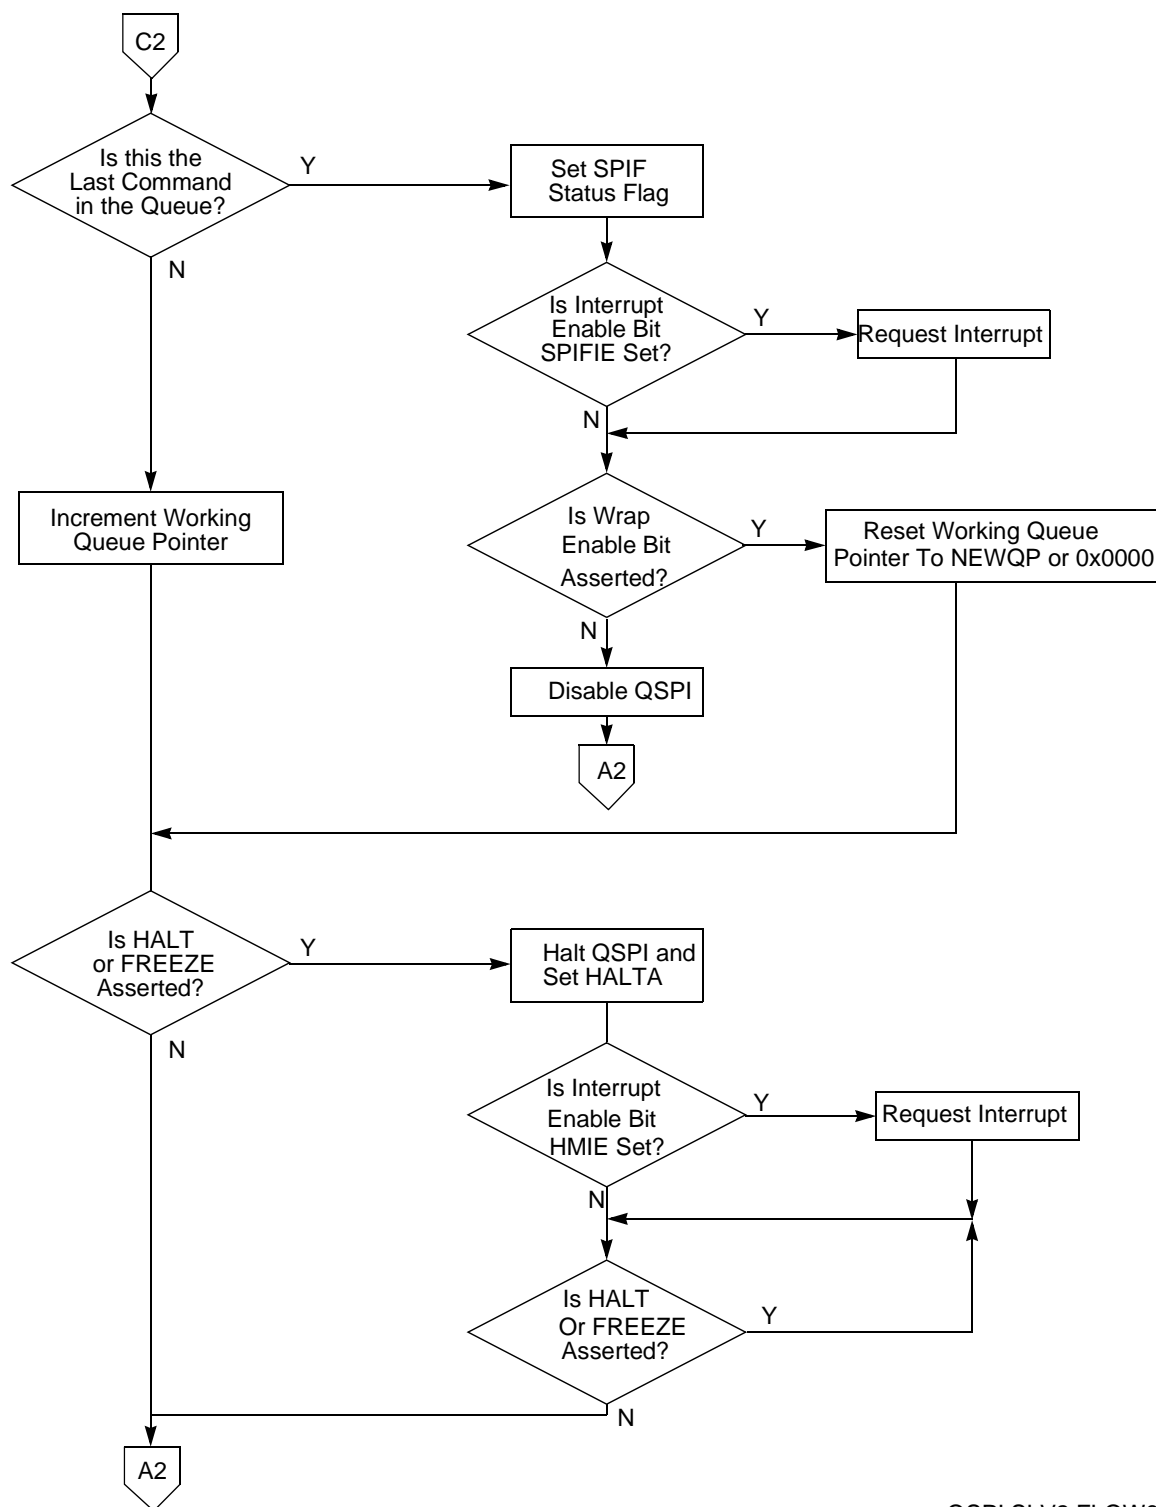 C2
Is this the
Last Command
in the Queue?
Y
Set SPIF
Status Flag
N
Is Interrupt
Enable Bit
SPIFIE Set?
Y
Request Interrupt
N
Increment Working
Queue Pointer
Is Wrap
Enable Bit
Asserted?
Y
Reset Working Queue
Pointer To NEWQP or 0x0000
N
Disable QSPI
A2
Is HALT
or FREEZE
Asserted?
Y
Halt QSPI and
Set HALTA
N
Is Interrupt
Enable Bit
HMIE Set?
Y
Request Interrupt
N
Is HALT
Or FREEZE
Asserted?
Y
N
A2